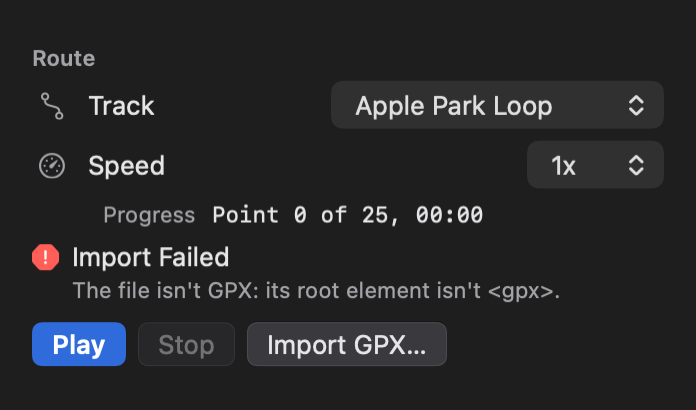 Route
Track Apple Park Loop
Speed 1x
Progress Point 0 of 25, 00:00
Import Failed
The file isn't GPX: its root element isn't <gpx>.
Play Stop Import GPX...